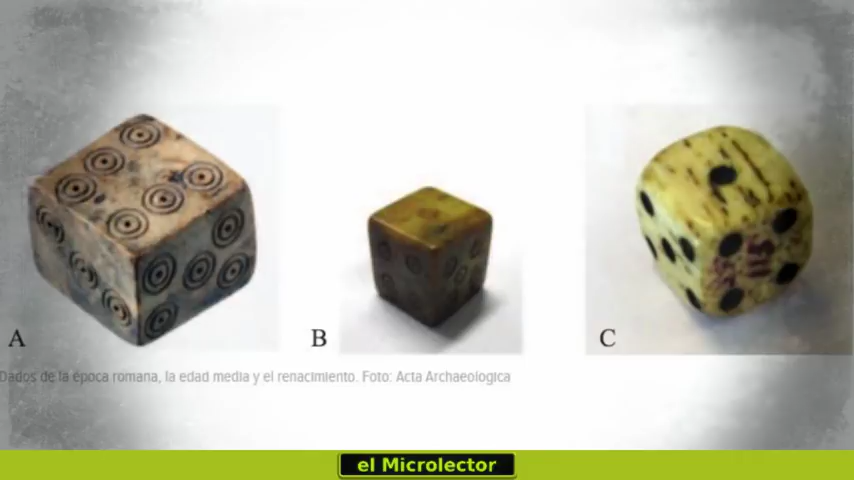 A
B
C
Dados de la época romana, la edad media y el renacimiento. Foto: Acta Archaeologica
el Microlector